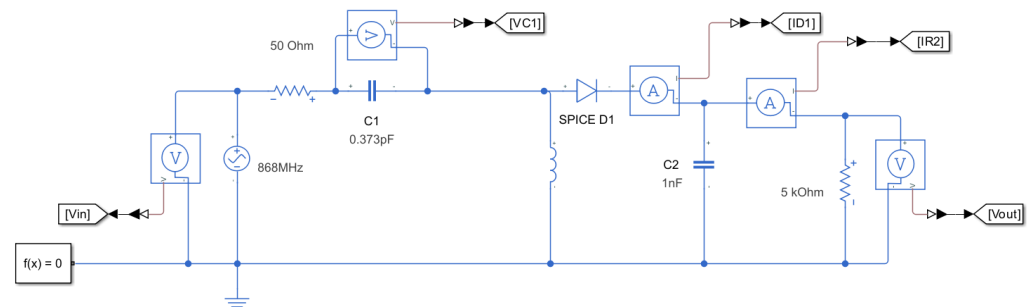 [VC1]
[ID1]
[IR2]
50 Ohm
V
A
A
C1
0.373pF
SPICE D1
868MHz
V
C2
1nF
5 kOhm
V
[Vin]
[Vout]
f(x) = 0